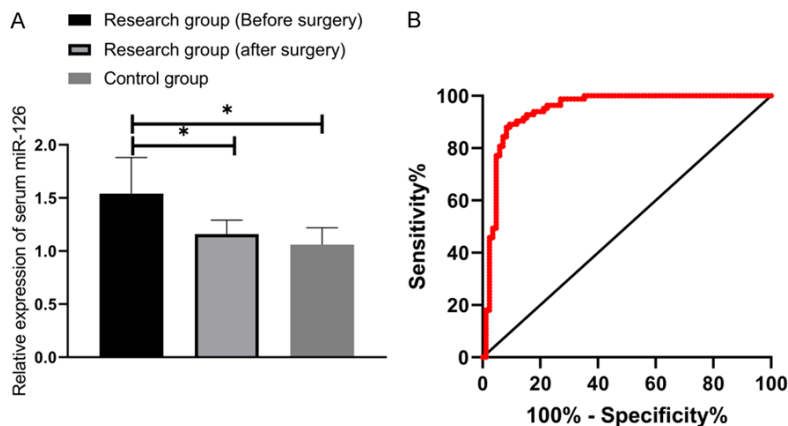 A
Research group (Before surgery)
Research group (after surgery)
Control group
Relative expression of serum miR-126
2.0
1.5
1.0
0.5
0.0
*
*
B
Sensitivity%
100
80
60
40
20
0
0 20 40 60 80 100
100% - Specificity%